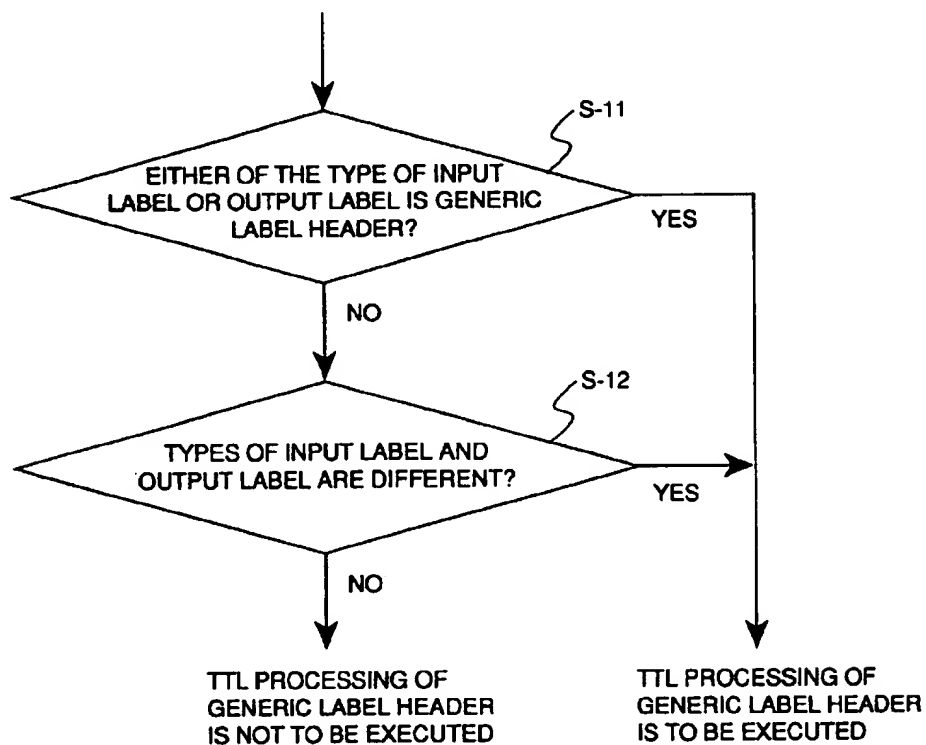 S-11
EITHER OF THE TYPE OF INPUT
LABEL OR OUTPUT LABEL IS GENERIC
LABEL HEADER?
YES
NO
S-12
TYPES OF INPUT LABEL AND
OUTPUT LABEL ARE DIFFERENT?
YES
NO
TTL PROCESSING OF
GENERIC LABEL HEADER
IS NOT TO BE EXECUTED
TTL PROCESSING OF
GENERIC LABEL HEADER
IS TO BE EXECUTED